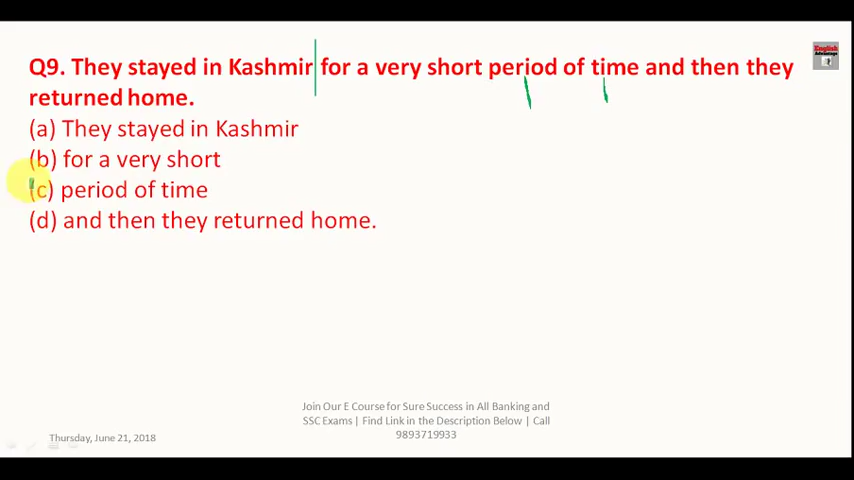 English
Advantage
Q9. They stayed in Kashmir for a very short period of time and then they
returned home.
(a) They stayed in Kashmir
(b) for a very short
(c) period of time
(d) and then they returned home.
Join Our E Course for Sure Success in All Banking and
SSC Exams | Find Link in the Description Below | Call
9893719933
Thursday, June 21, 2018